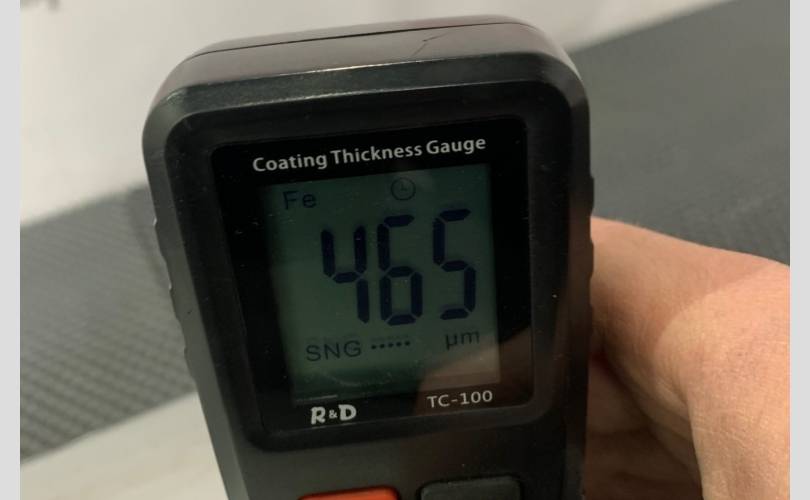 Coating Thickness Gauge
Fe
465
SNG ••••• µm
R&D TC-100